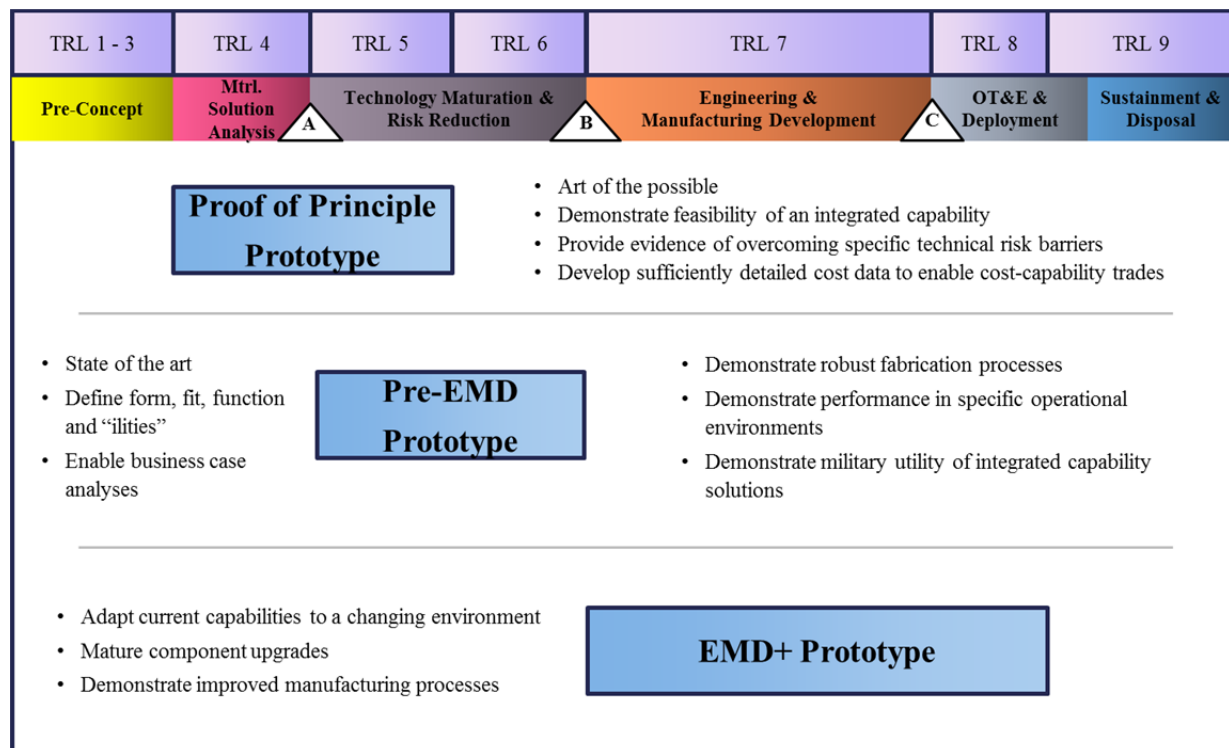 TRL 1 - 3
TRL 4
TRL 5
TRL 6
TRL 7
TRL 8
TRL 9
Pre-Concept
Mtrl.
Solution
Analysis
A
Technology Maturation &
Risk Reduction
B
Engineering &
Manufacturing Development
C
OT&E &
Deployment
Sustainment &
Disposal
Proof of Principle
Prototype
• Art of the possible
• Demonstrate feasibility of an integrated capability
• Provide evidence of overcoming specific technical risk barriers
• Develop sufficiently detailed cost data to enable cost-capability trades
• State of the art
• Define form, fit, function
and “ilities”
• Enable business case
analyses
Pre-EMD
Prototype
• Demonstrate robust fabrication processes
• Demonstrate performance in specific operational
environments
• Demonstrate military utility of integrated capability
solutions
• Adapt current capabilities to a changing environment
• Mature component upgrades
• Demonstrate improved manufacturing processes
EMD+ Prototype